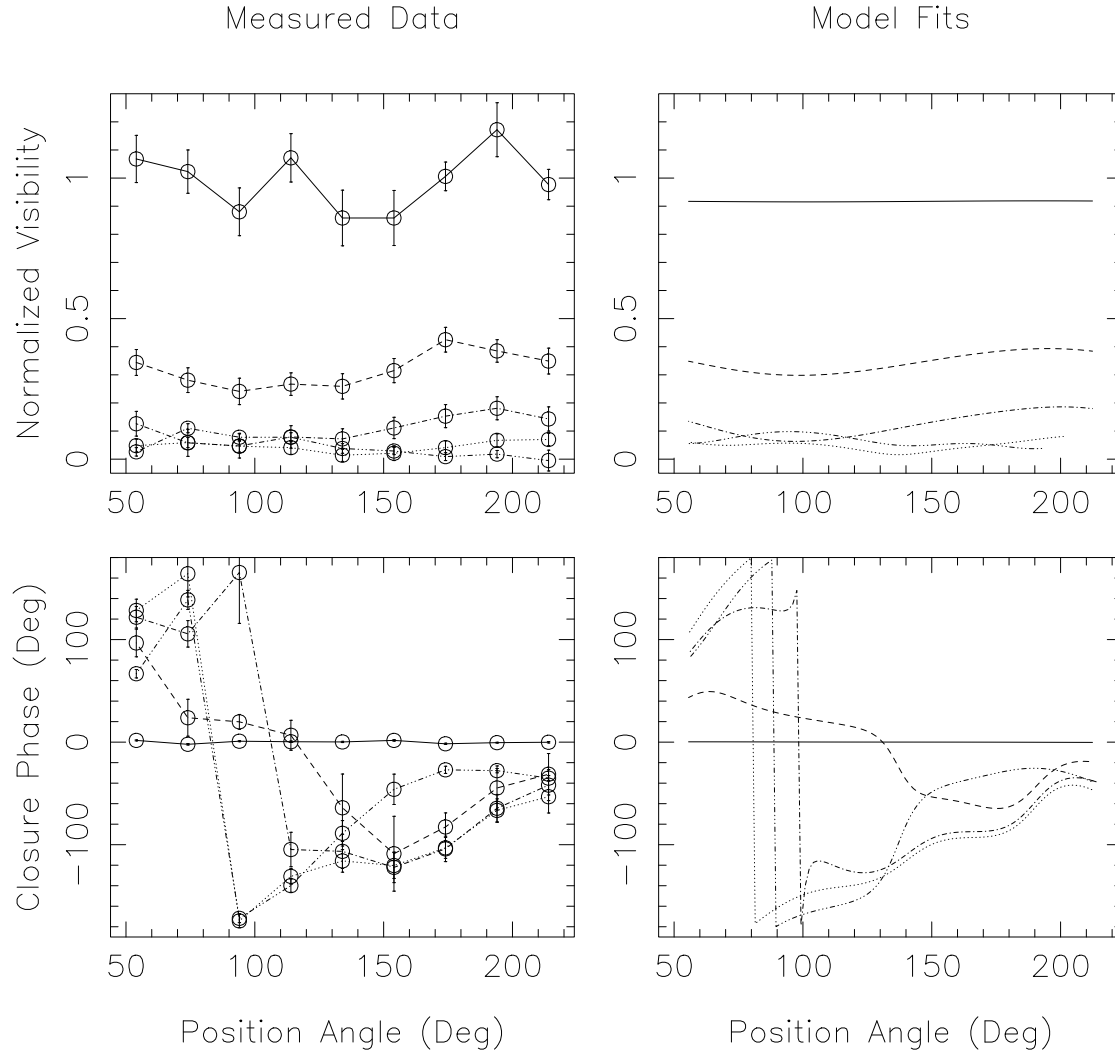 Measured Data
Model Fits
Normalized Visibility
1
0.5
0
50 100 150 200
1
0.5
0
50 100 150 200
Closure Phase (Deg)
100
0
−100
50 100 150 200
100
0
−100
50 100 150 200
Position Angle (Deg)
Position Angle (Deg)